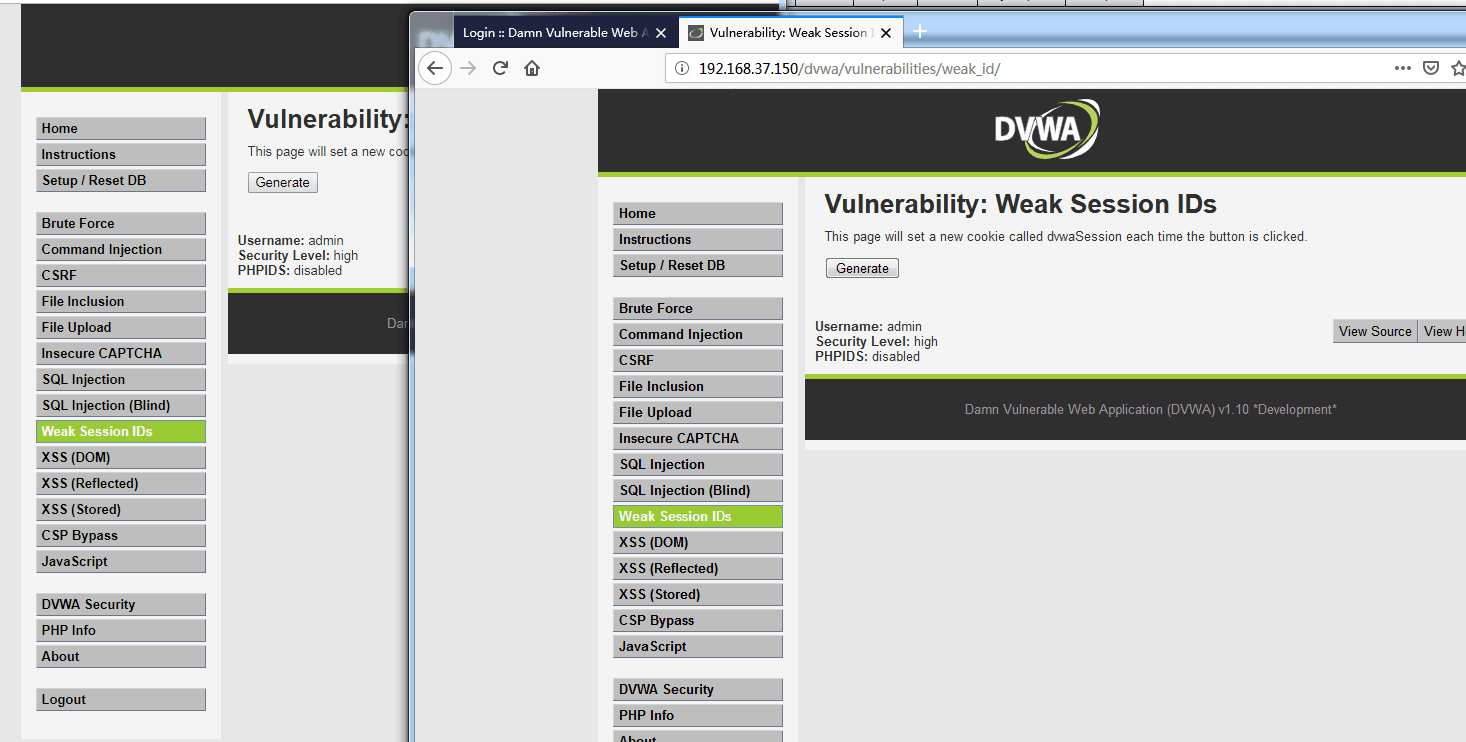 Vulnerability:
This page will set a new coo
Generate
Home
Instructions
Setup / Reset DB
Brute Force
Command Injection
CSRF
File Inclusion
File Upload
Insecure CAPTCHA
SQL Injection
SQL Injection (Blind)
Weak Session IDs
XSS (DOM)
XSS (Reflected)
XSS (Stored)
CSP Bypass
JavaScript
DVWA Security
PHP Info
About
Logout
Username: admin
Security Level: high
PHPIDS: disabled
Dar
Login :: Damn Vulnerable Web A
Vulnerability: Weak Session I
192.168.37.150/dvwa/vulnerabilities/weak_id/
DVWA
Home
Instructions
Setup / Reset DB
Brute Force
Command Injection
CSRF
File Inclusion
File Upload
Insecure CAPTCHA
SQL Injection
SQL Injection (Blind)
Weak Session IDs
XSS (DOM)
XSS (Reflected)
XSS (Stored)
CSP Bypass
JavaScript
DVWA Security
PHP Info
About
Vulnerability: Weak Session IDs
This page will set a new cookie called dvwaSession each time the button is clicked.
Generate
Username: admin
Security Level: high
PHPIDS: disabled
View Source
View H
Damn Vulnerable Web Application (DVWA) v1.10 *Development*